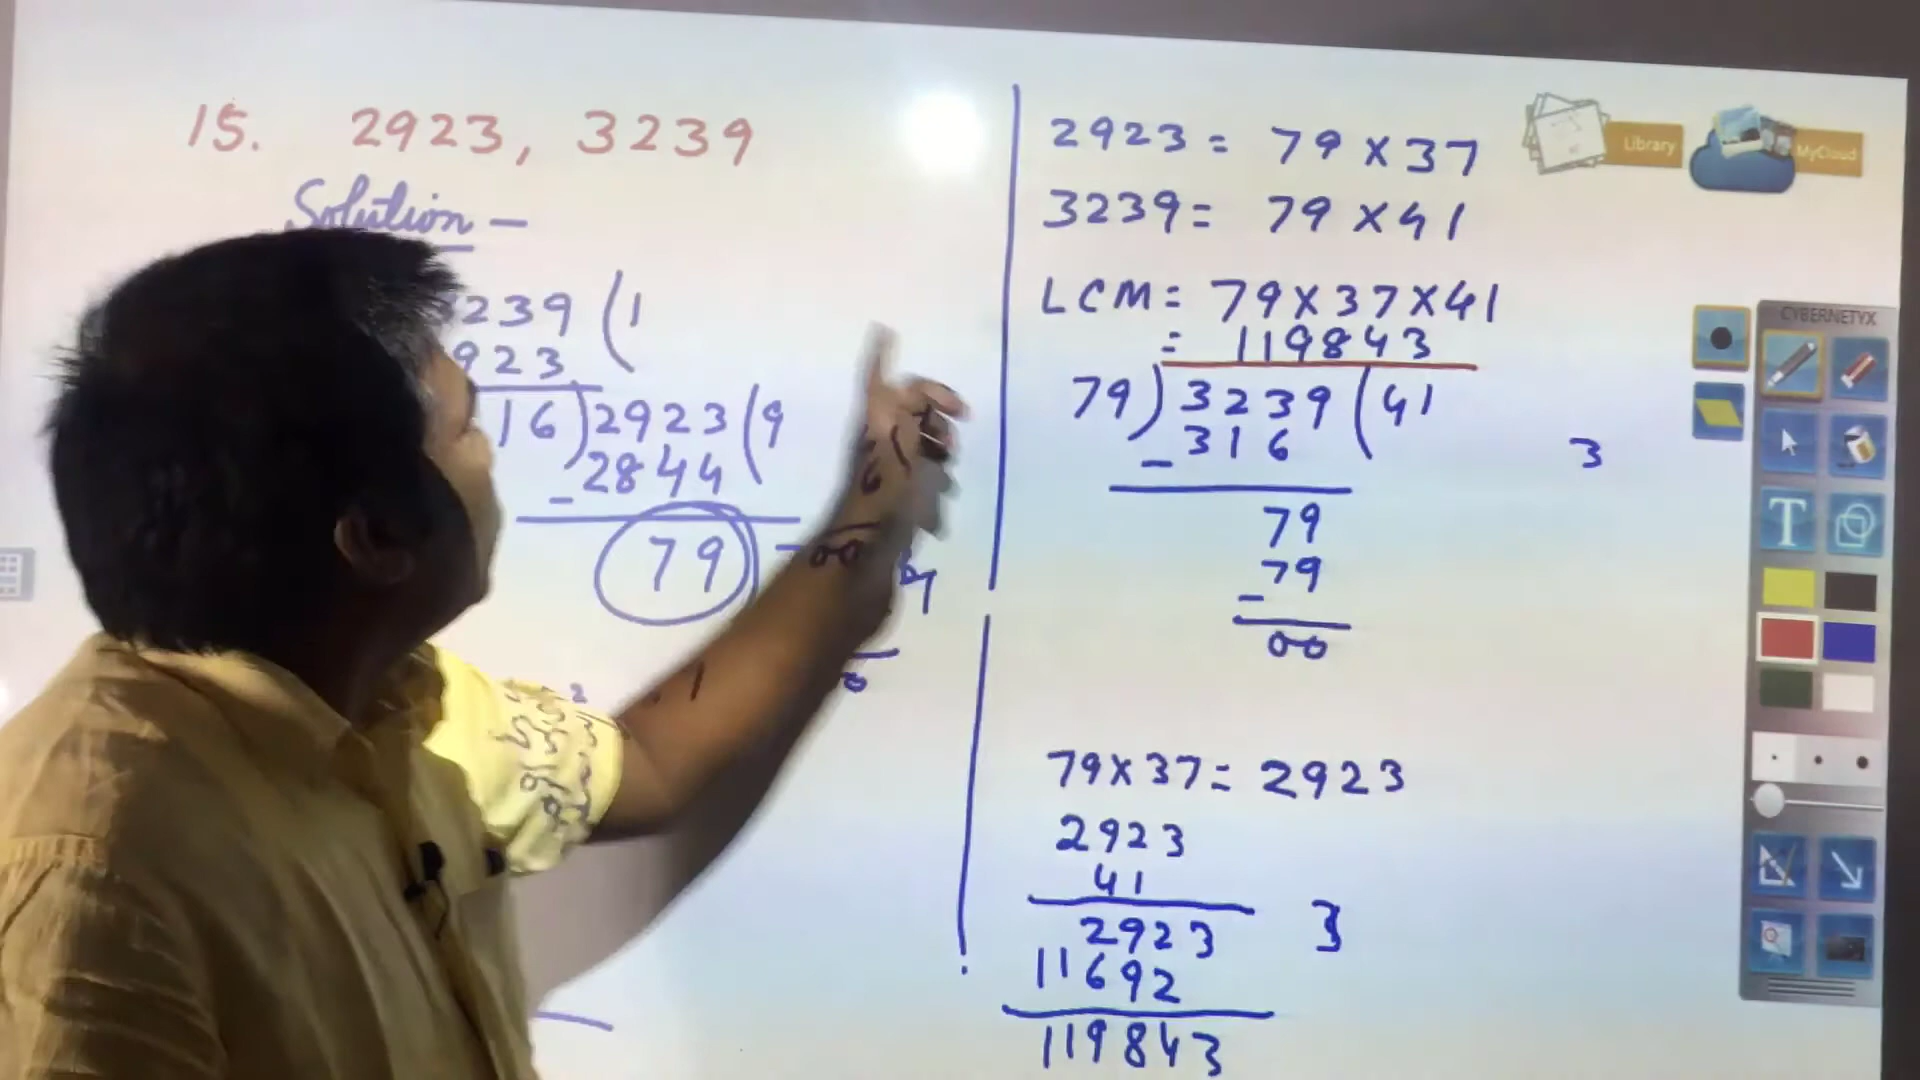 15. 2923, 3239
Solution –
3239 ( 1
923
16 ) 2923 ( 9
- 2844
79
00
2923 = 79 x 37
3239 = 79 x 41
LCM = 79 x 37 x 41
= 119843
79 ) 3239 ( 41
- 316
79
- 79
00
3
79 x 37 = 2923
2923
41
2923
11692
119843
3
Library
MyCloud
CYBERNETYX
T